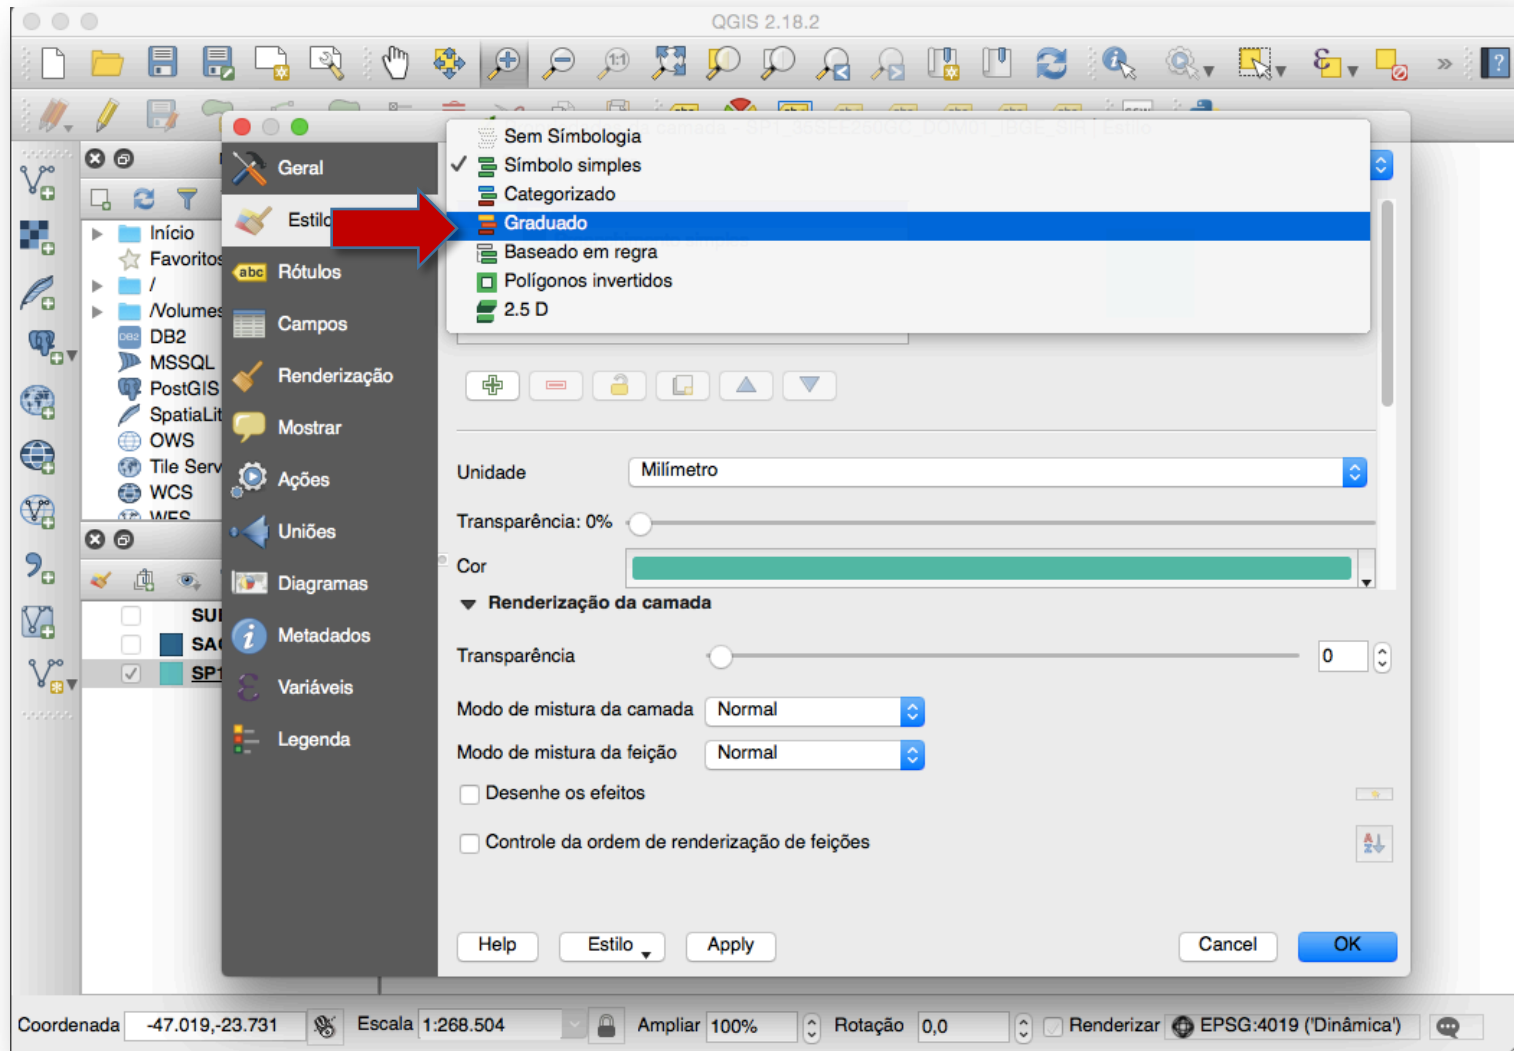 QGIS 2.18.2
Geral
Estilo
Rótulos
Campos
Renderização
Mostrar
Ações
Uniões
Diagramas
Metadados
Variáveis
Legenda
Sem Símbologia
Símbolo simples
Categorizado
Graduado
Baseado em regra
Polígonos invertidos
2.5 D
Início
Favoritos
/
/Volumes
DB2
MSSQL
PostGIS
SpatiaLit
OWS
Tile Serv
WCS
WFS
SP1
Unidade
Milímetro
Transparência: 0%
Cor
Renderização da camada
Transparência
0
Modo de mistura da camada
Normal
Modo de mistura da feição
Normal
Desenhe os efeitos
Controle da ordem de renderização de feições
Help
Estilo
Apply
Cancel
OK
Coordenada
-47.019,-23.731
Escala
1:268.504
Ampliar
100%
Rotação
0,0
Renderizar
EPSG:4019 ('Dinâmica')